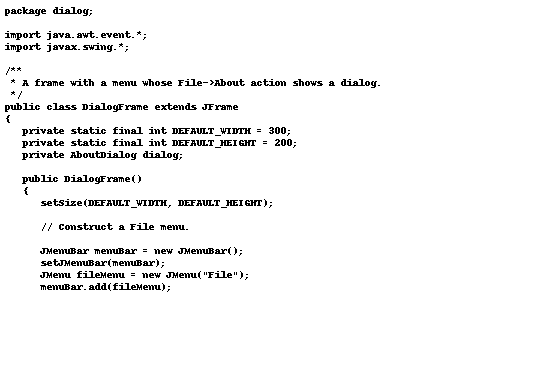 package dialog;

import java.awt.event.*;
import javax.swing.*;

/**
 * A frame with a menu whose File->About action shows a dialog.
 */
public class DialogFrame extends JFrame
{
   private static final int DEFAULT_WIDTH = 300;
   private static final int DEFAULT_HEIGHT = 200;
   private AboutDialog dialog;

   public DialogFrame()
   {
      setSize(DEFAULT_WIDTH, DEFAULT_HEIGHT);

      // Construct a File menu.

      JMenuBar menuBar = new JMenuBar();
      setJMenuBar(menuBar);
      JMenu fileMenu = new JMenu("File");
      menuBar.add(fileMenu);